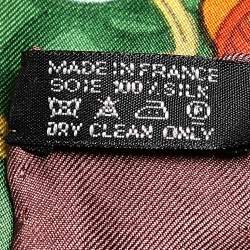 MADE IN FRANCE
SOIE 100 / SILK
DRY CLEAN ONLY